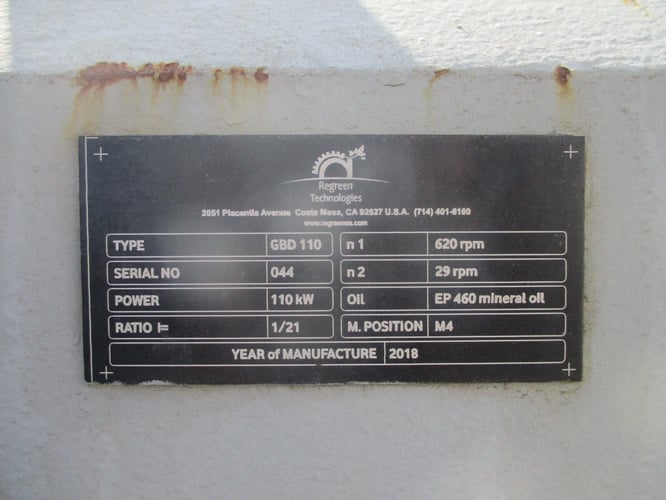 Regreen
Technologies
2051 Placentia Avenue Costa Mesa, CA 92627 U.S.A. (714) 401-6160
www.regreenus.com
TYPE GBD 110 n 1 620 rpm
SERIAL NO 044 n 2 29 rpm
POWER 110 kW Oil EP 460 mineral oil
RATIO i= 1/21 M. POSITION M4
YEAR of MANUFACTURE 2018